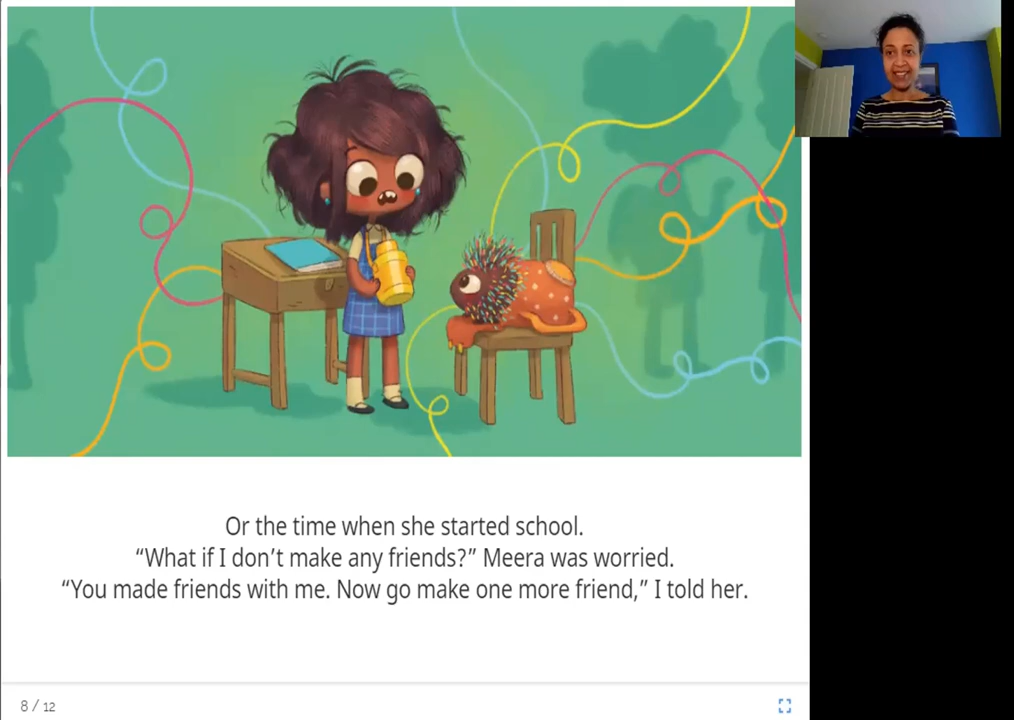 Or the time when she started school.
“What if I don’t make any friends?” Meera was worried.
“You made friends with me. Now go make one more friend,” I told her.
8 / 12